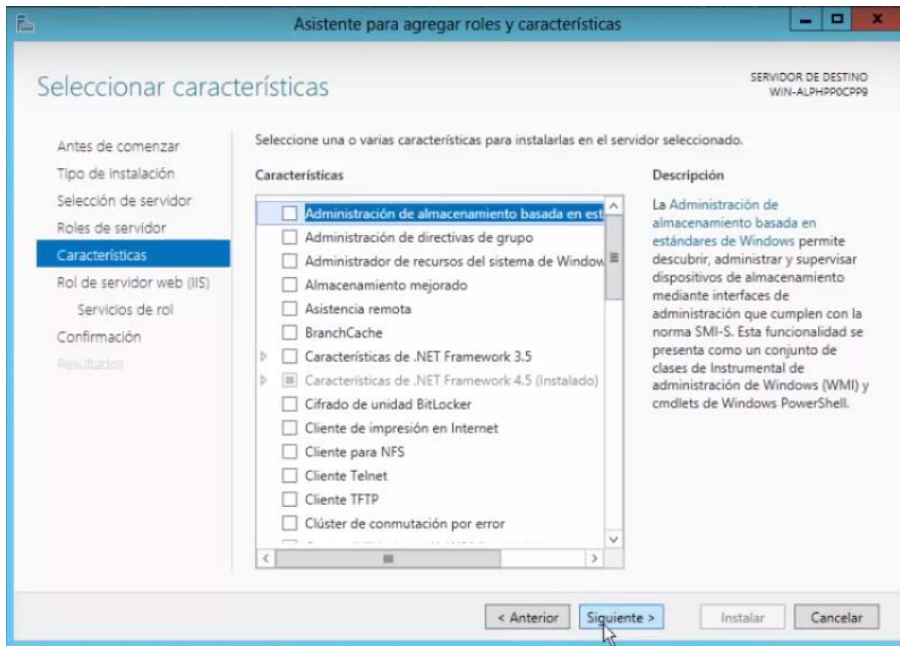 Asistente para agregar roles y características
Seleccionar características
SERVIDOR DE DESTINO
WIN-ALPHPP0CPP9
Antes de comenzar
Tipo de instalación
Selección de servidor
Roles de servidor
Características
Rol de servidor web (IIS)
Servicios de rol
Confirmación
Resultados
Seleccione una o varias características para instalarlas en el servidor seleccionado.
Características
Administración de almacenamiento basada en est
Administración de directivas de grupo
Administrador de recursos del sistema de Window
Almacenamiento mejorado
Asistencia remota
BranchCache
Características de .NET Framework 3.5
Características de .NET Framework 4.5 (Instalado)
Cifrado de unidad BitLocker
Cliente de impresión en Internet
Cliente para NFS
Cliente Telnet
Cliente TFTP
Clúster de conmutación por error
Descripción
La Administración de
almacenamiento basada en
estándares de Windows permite
descubrir, administrar y supervisar
dispositivos de almacenamiento
mediante interfaces de
administración que cumplen con la
norma SMI-S. Esta funcionalidad se
presenta como un conjunto de
clases de Instrumental de
administración de Windows (WMI) y
cmdlets de Windows PowerShell.
< Anterior
Siguiente >
Instalar
Cancelar